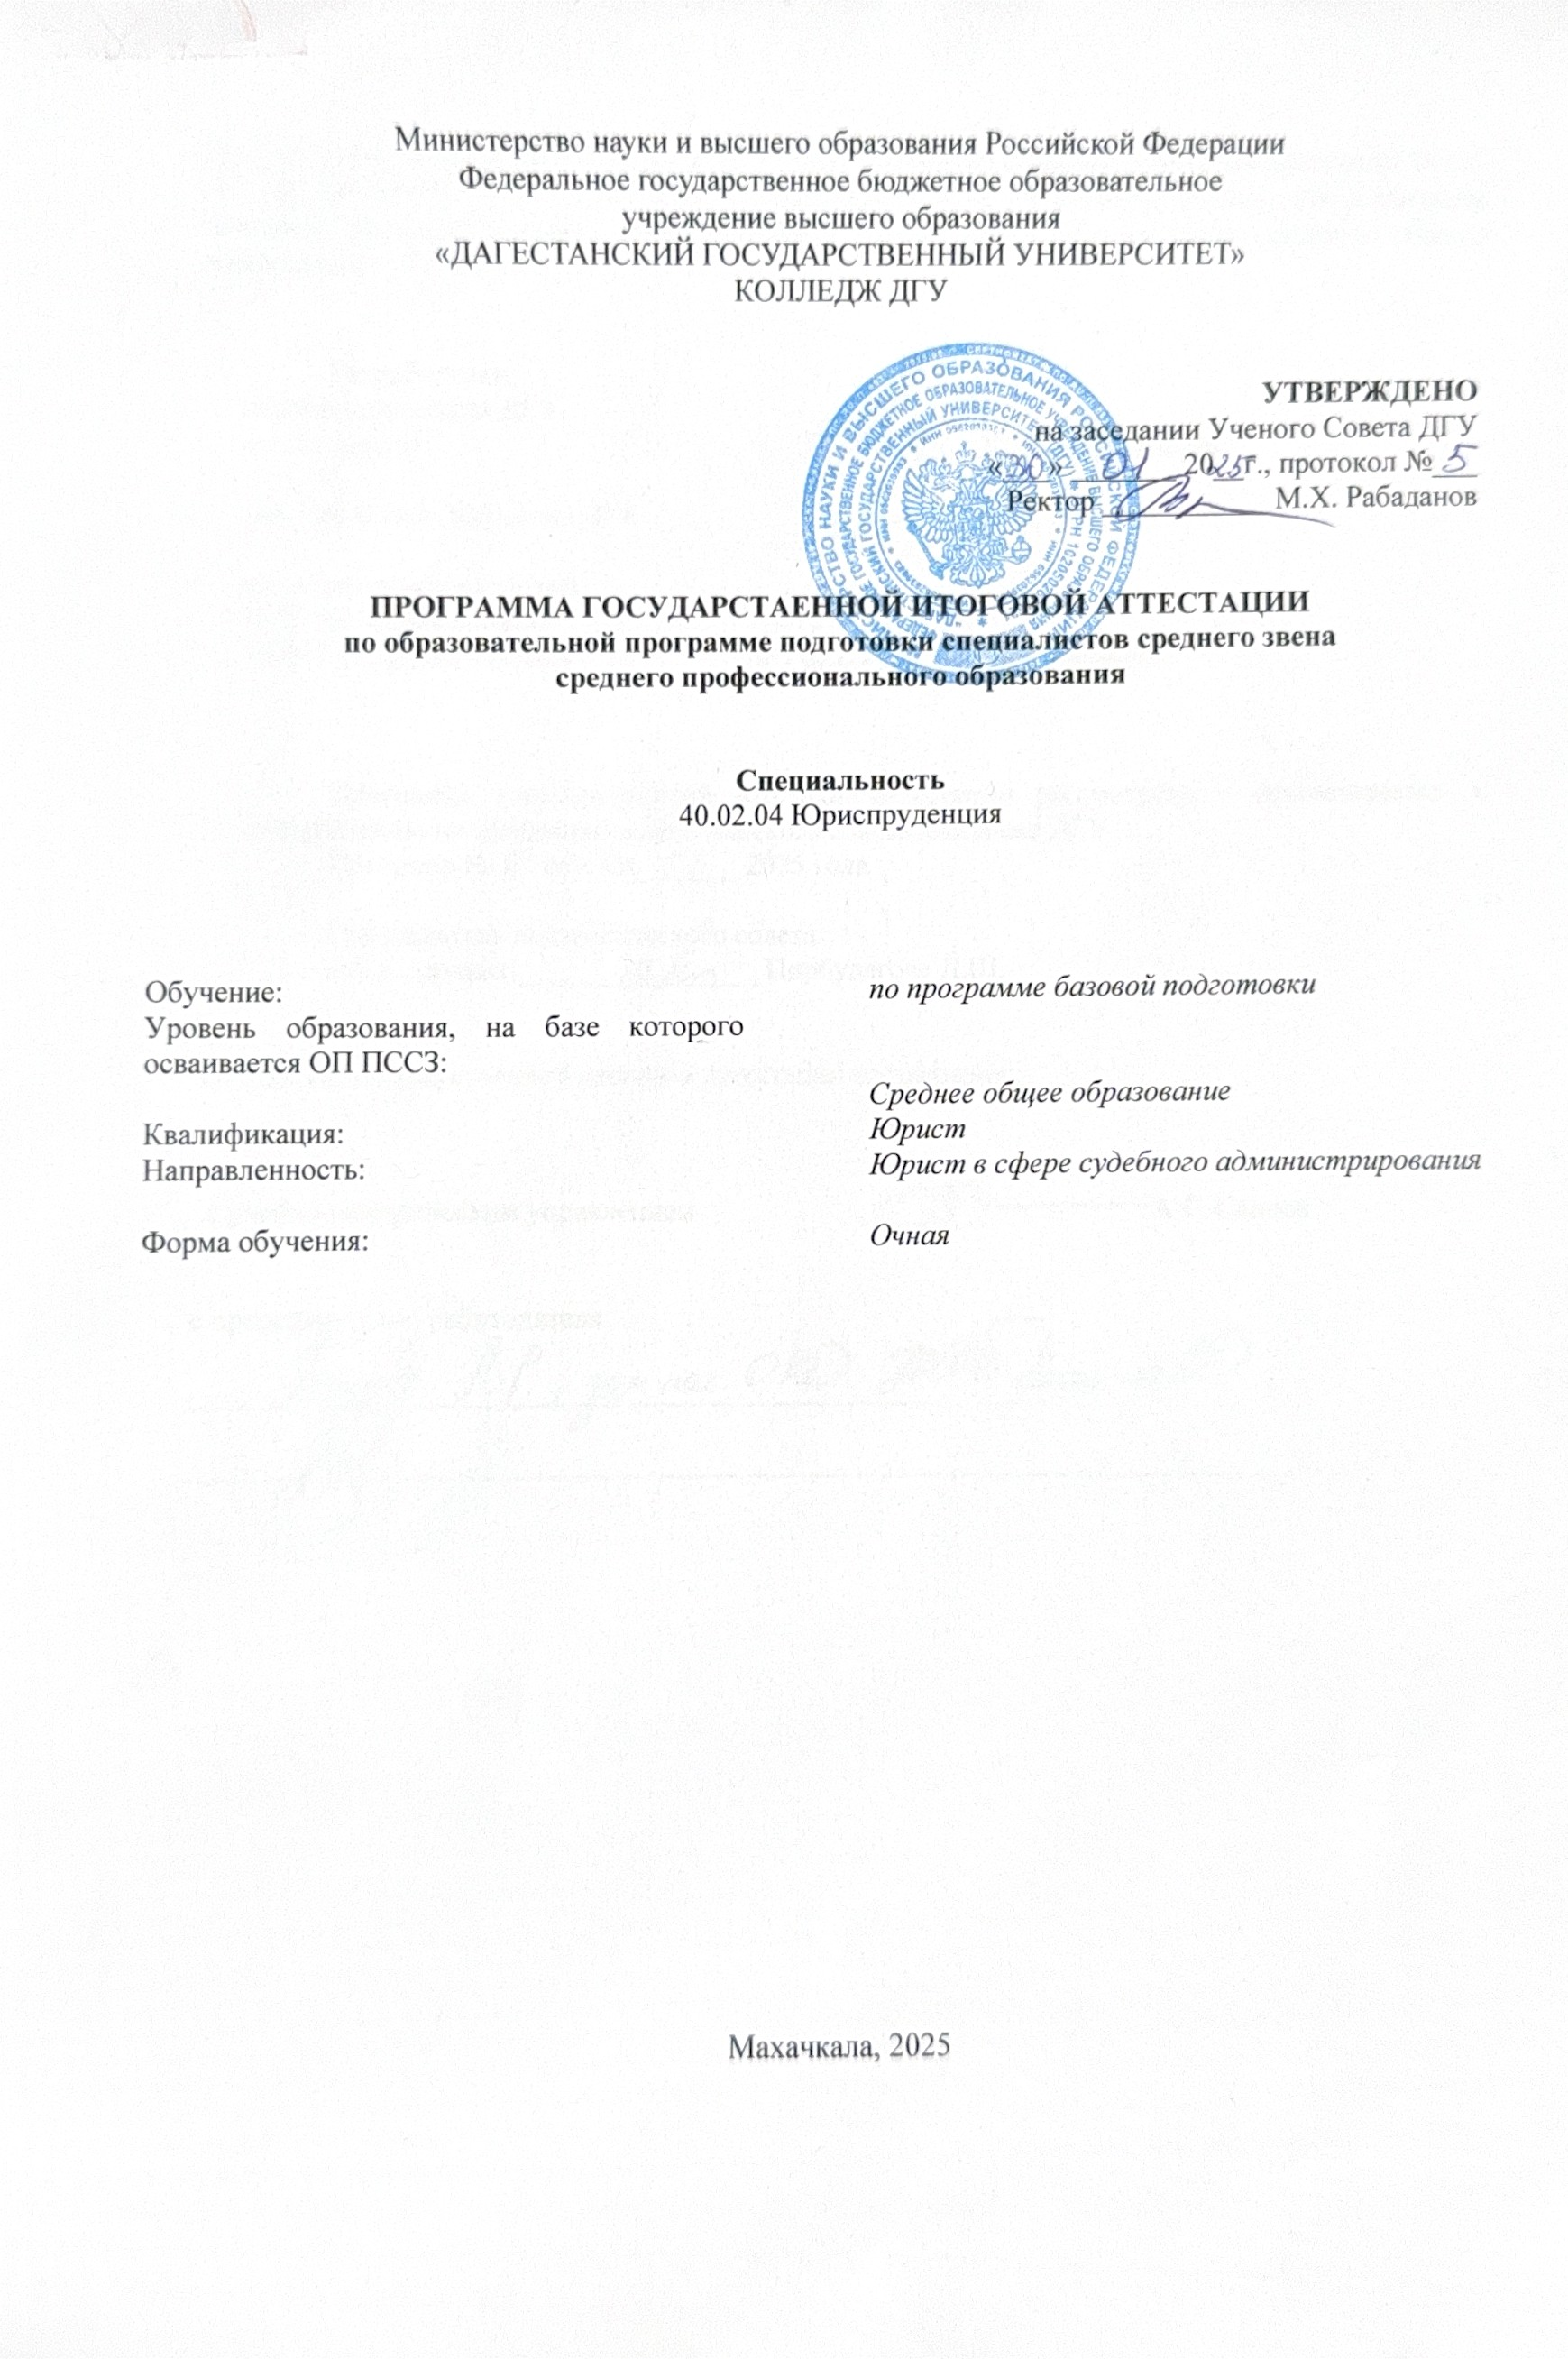 Министерство науки и высшего образования Российской Федерации
Федеральное государственное бюджетное образовательное
учреждение высшего образования
«ДАГЕСТАНСКИЙ ГОСУДАРСТВЕННЫЙ УНИВЕРСИТЕТ»
КОЛЛЕДЖ ДГУ
УТВЕРЖДЕНО
на заседании Ученого Совета ДГУ
«30» 01 2025г., протокол № 5
Ректор М.Х. Рабаданов
ПРОГРАММА ГОСУДАРСТАЕННОЙ ИТОГОВОЙ АТТЕСТАЦИИ
по образовательной программе подготовки специалистов среднего звена
среднего профессионального образования
Специальность
40.02.04 Юриспруденция
Обучение: по программе базовой подготовки
Уровень образования, на базе которого
осваивается ОП ПССЗ:
Среднее общее образование
Квалификация: Юрист
Направленность: Юрист в сфере судебного администрирования
Форма обучения: Очная
Махачкала, 2025